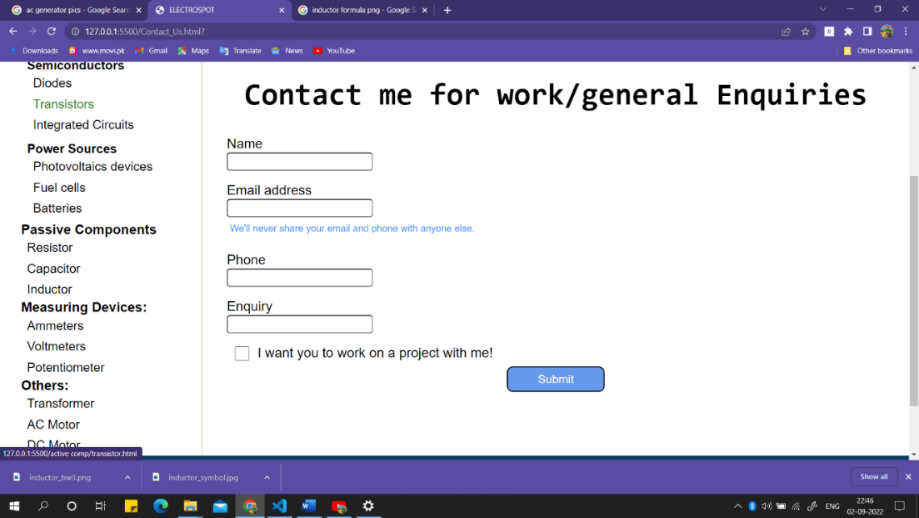 ac generator pics - Google Searc
ELECTROSPOT
inductor formula png - Google S
127.0.0.1:5500/Contact_Us.html?
Downloads
www.movi.pk
Gmail
Maps
Translate
News
YouTube
Other bookmarks
Semiconductors
Diodes
Transistors
Integrated Circuits
Power Sources
Photovoltaics devices
Fuel cells
Batteries
Passive Components
Resistor
Capacitor
Inductor
Measuring Devices:
Ammeters
Voltmeters
Potentiometer
Others:
Transformer
AC Motor
DC Motor
Contact me for work/general Enquiries
Name
Email address
We'll never share your email and phone with anyone else.
Phone
Enquiry
I want you to work on a project with me!
Submit
127.0.0.1:5500/active comp/transistor.html
inductor_bw3.png
inductor_symbol.jpg
Show all
ENG
22:46
02-09-2022